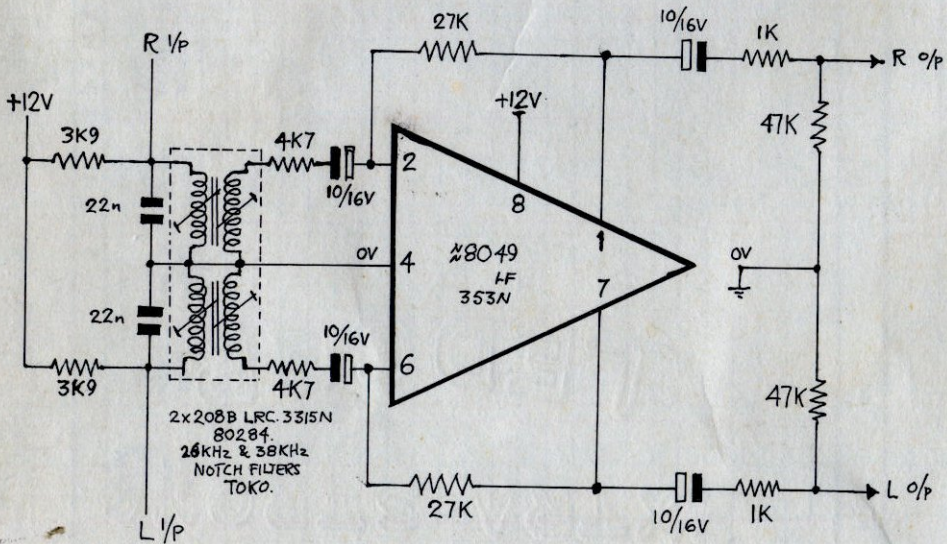 27K
10/16V
1K
R I/P
R O/P
+12V
+12V
3K9
4K7
47K
2
10/16V
8
22n
1
0V
4
≈8049
LF
353N
0V
7
22n
10/16V
6
3K9
4K7
47K
2x208B LRC. 3315N
80284.
26KHz & 38KHz
NOTCH FILTERS
TOKO.
27K
L O/P
10/16V
1K
L I/P